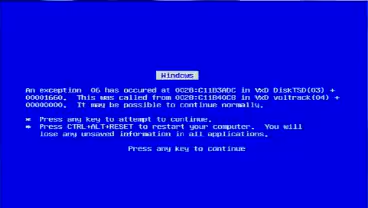 Windows
An exception 06 has occured at 0028:C11B3ADC in VxD DiskTSD(03) +
00001660. This was called from 0028:C11B40C8 in VxD voltrack(04) +
00000000. It may be possible to continue normally.
* Press any key to attempt to continue.
* Press CTRL+ALT+RESET to restart your computer. You will
lose any unsaved information in all applications.
Press any key to continue